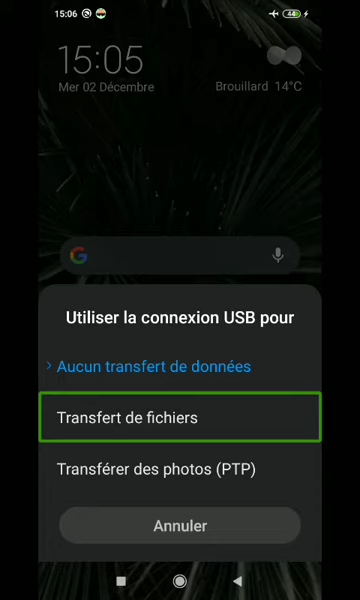 15:06
44
15:05
Mer 02 Décembre
Brouillard 14°C
Utiliser la connexion USB pour
Aucun transfert de données
Transfert de fichiers
Transférer des photos (PTP)
Annuler